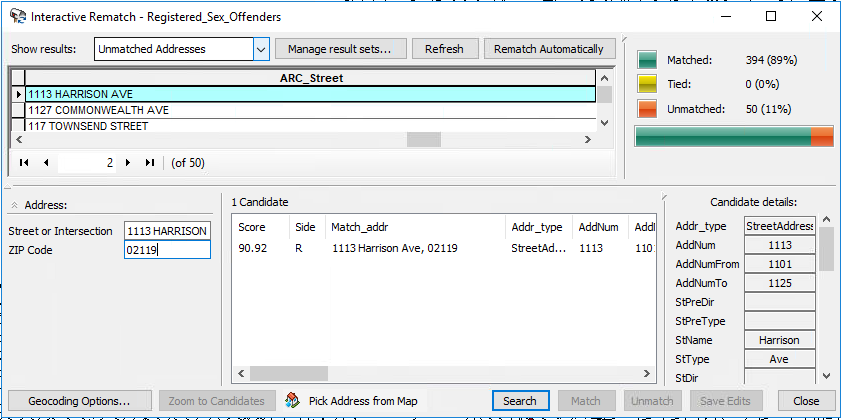 Interactive Rematch - Registered_Sex_Offenders
Show results: Unmatched Addresses Manage result sets... Refresh Rematch Automatically
ARC_Street
1113 HARRISON AVE
1127 COMMONWEALTH AVE
117 TOWNSEND STREET
2 (of 50)
Matched: 394 (89%)
Tied: 0 (0%)
Unmatched: 50 (11%)
Address:
Street or Intersection 1113 HARRISON
ZIP Code 02119
1 Candidate
Score Side Match_addr Addr_type AddNum
90.92 R 1113 Harrison Ave, 02119 StreetAd... 1113 1101
Candidate details:
Addr_type StreetAddress
AddNum 1113
AddNumFrom 1101
AddNumTo 1125
StPreDir
StPreType
StName Harrison
StType Ave
StDir
Geocoding Options... Zoom to Candidates Pick Address from Map Search Match Unmatch Save Edits Close